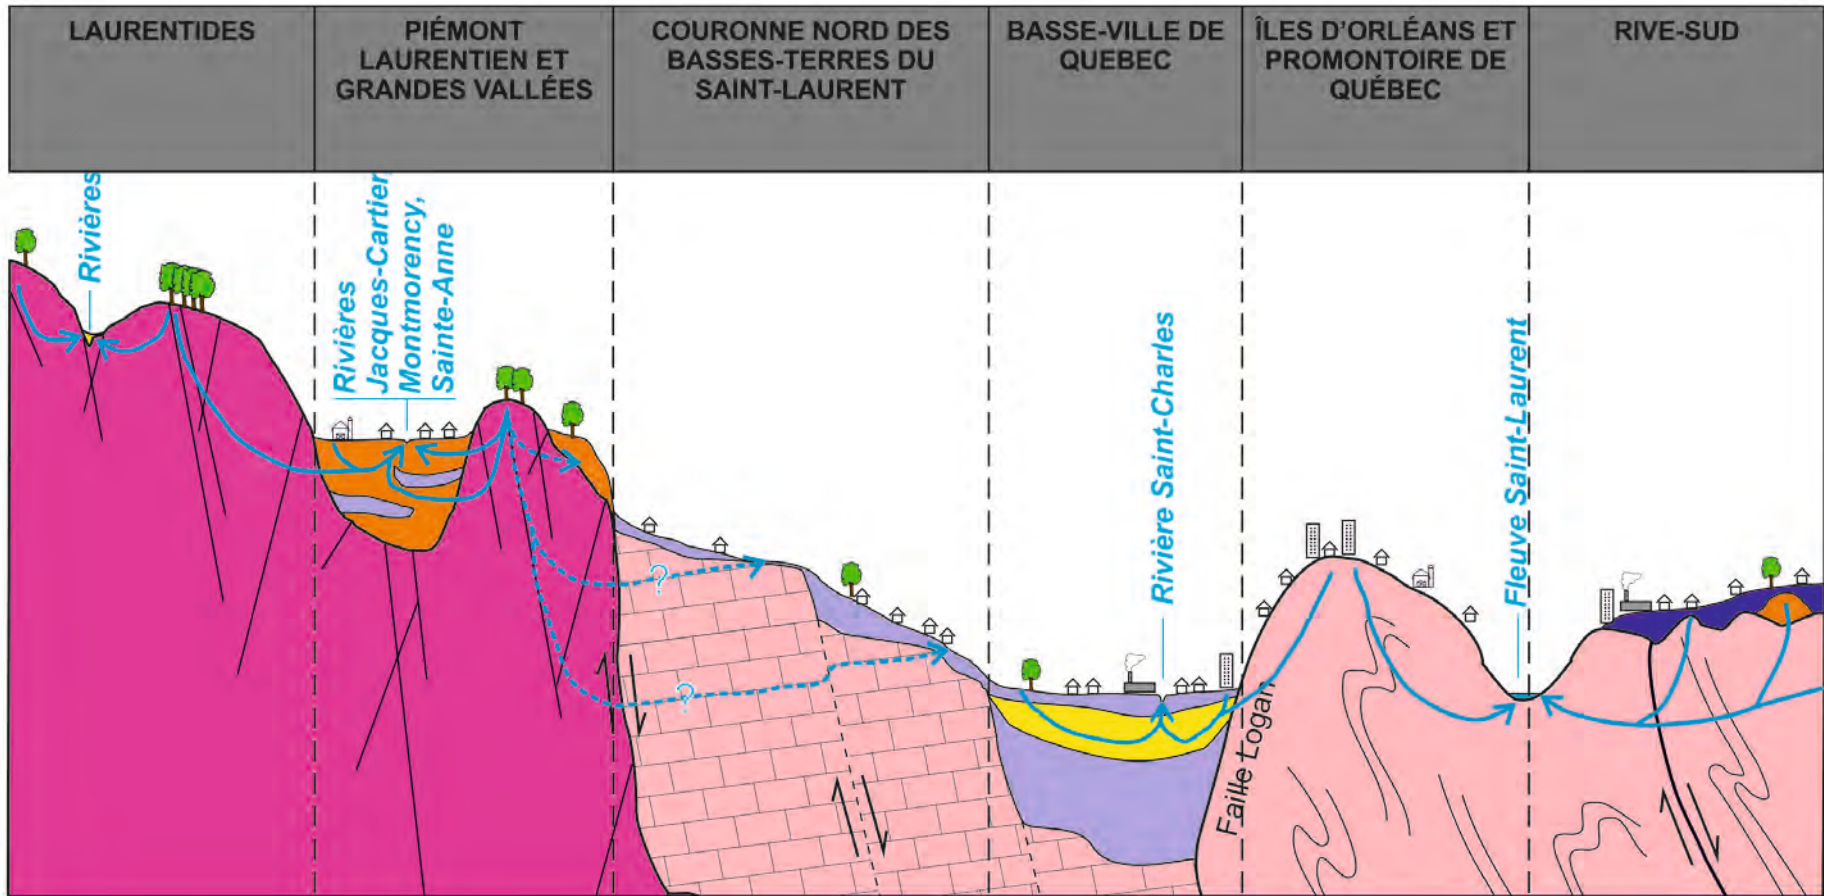 LAURENTIDES
PIÉMONT
LAURENTIEN ET
GRANDES VALLÉES
COURONNE NORD DES
BASSES-TERRES DU
SAINT-LAURENT
BASSE-VILLE DE
QUEBEC
ÎLES D'ORLÉANS ET
PROMONTOIRE DE
QUÉBEC
RIVE-SUD
Rivières
Rivières
Jacques-Cartier
Montmorency,
Sainte-Anne
Rivière Saint-Charles
Fleuve Saint-Laurent
?
?
Faille Logan